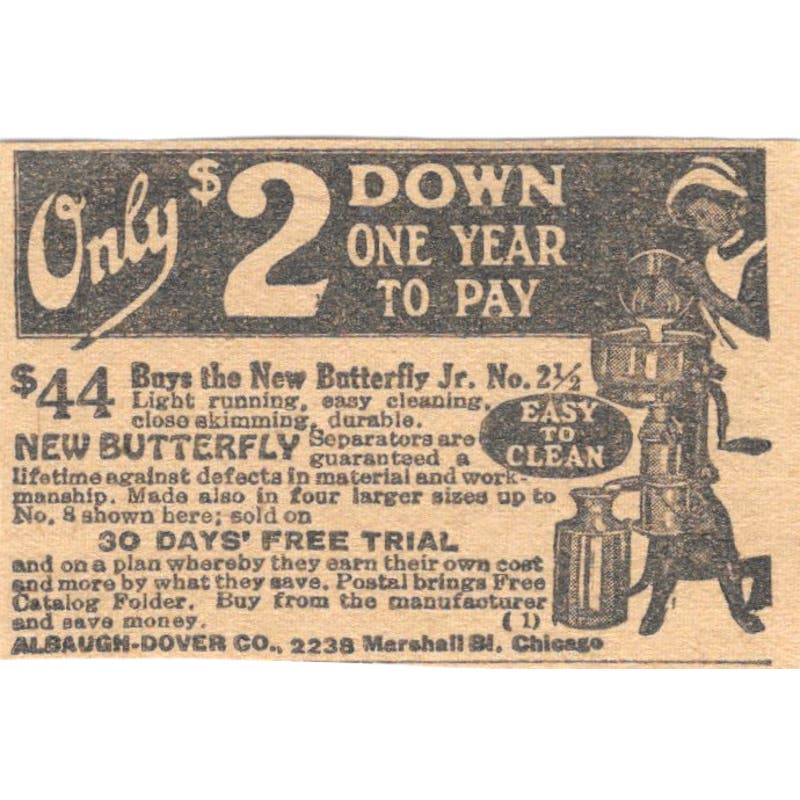 Only $2 DOWN
ONE YEAR
TO PAY
$44 Buys the New Butterfly Jr. No. 2½
Light running, easy cleaning,
close skimming, durable.
NEW BUTTERFLY Separators are
guaranteed a
lifetime against defects in material and work-
manship. Made also in four larger sizes up to
No. 8 shown here; sold on
30 DAYS' FREE TRIAL
and on a plan whereby they earn their own cost
and more by what they save. Postal brings Free
Catalog Folder. Buy from the manufacturer
and save money. (1)
ALBAUGH-DOVER CO., 2238 Marshall Bl. Chicago
EASY
TO
CLEAN